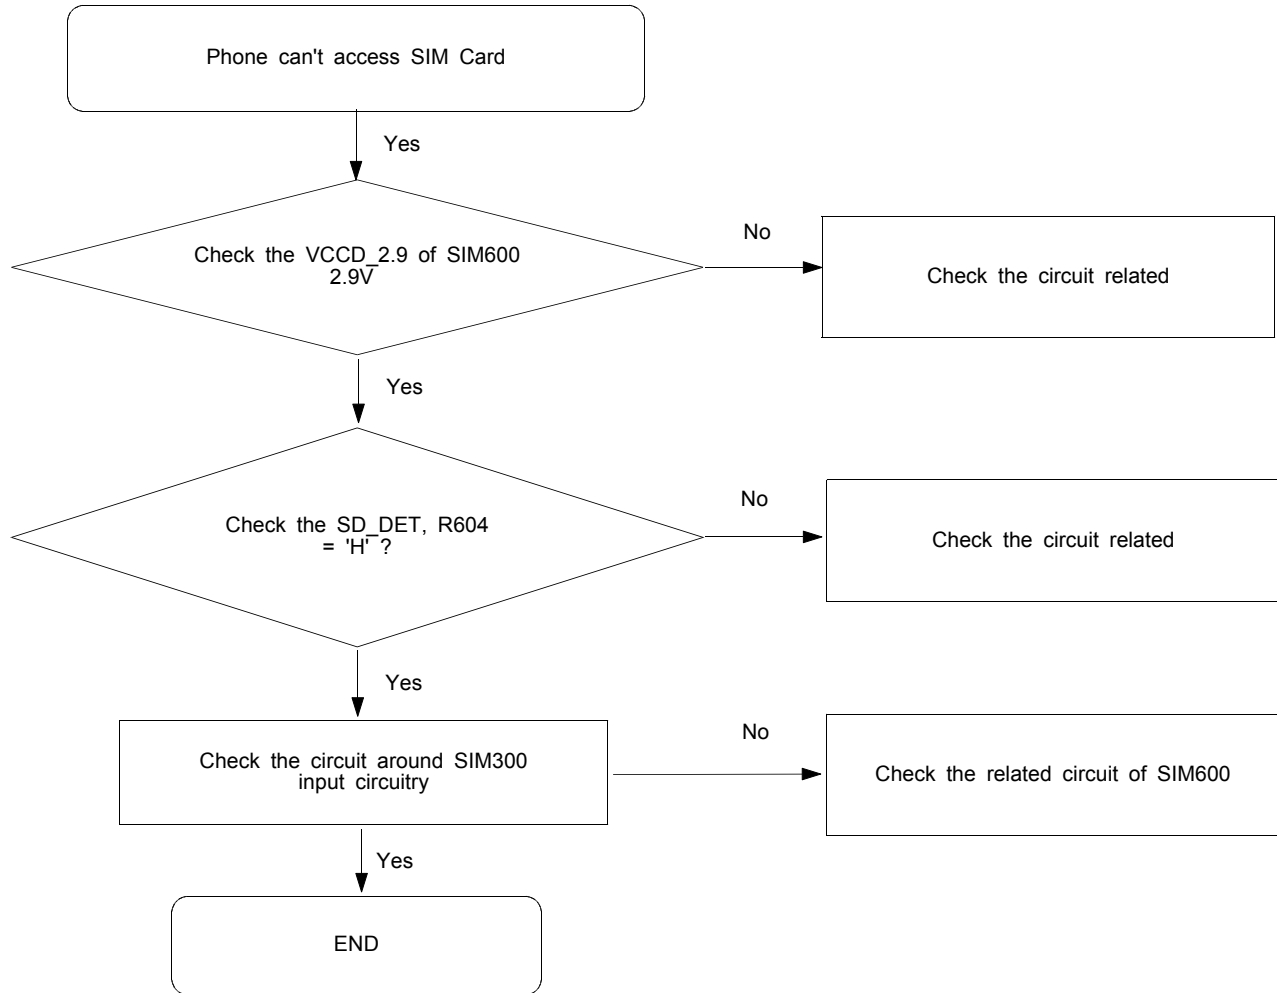 Phone can't access SIM Card
Yes
Check the VCCD_2.9 of SIM600
2.9V
No
Check the circuit related
Yes
Check the SD_DET, R604
= 'H' ?
No
Check the circuit related
Yes
Check the circuit around SIM300
input circuitry
No
Check the related circuit of SIM600
Yes
END